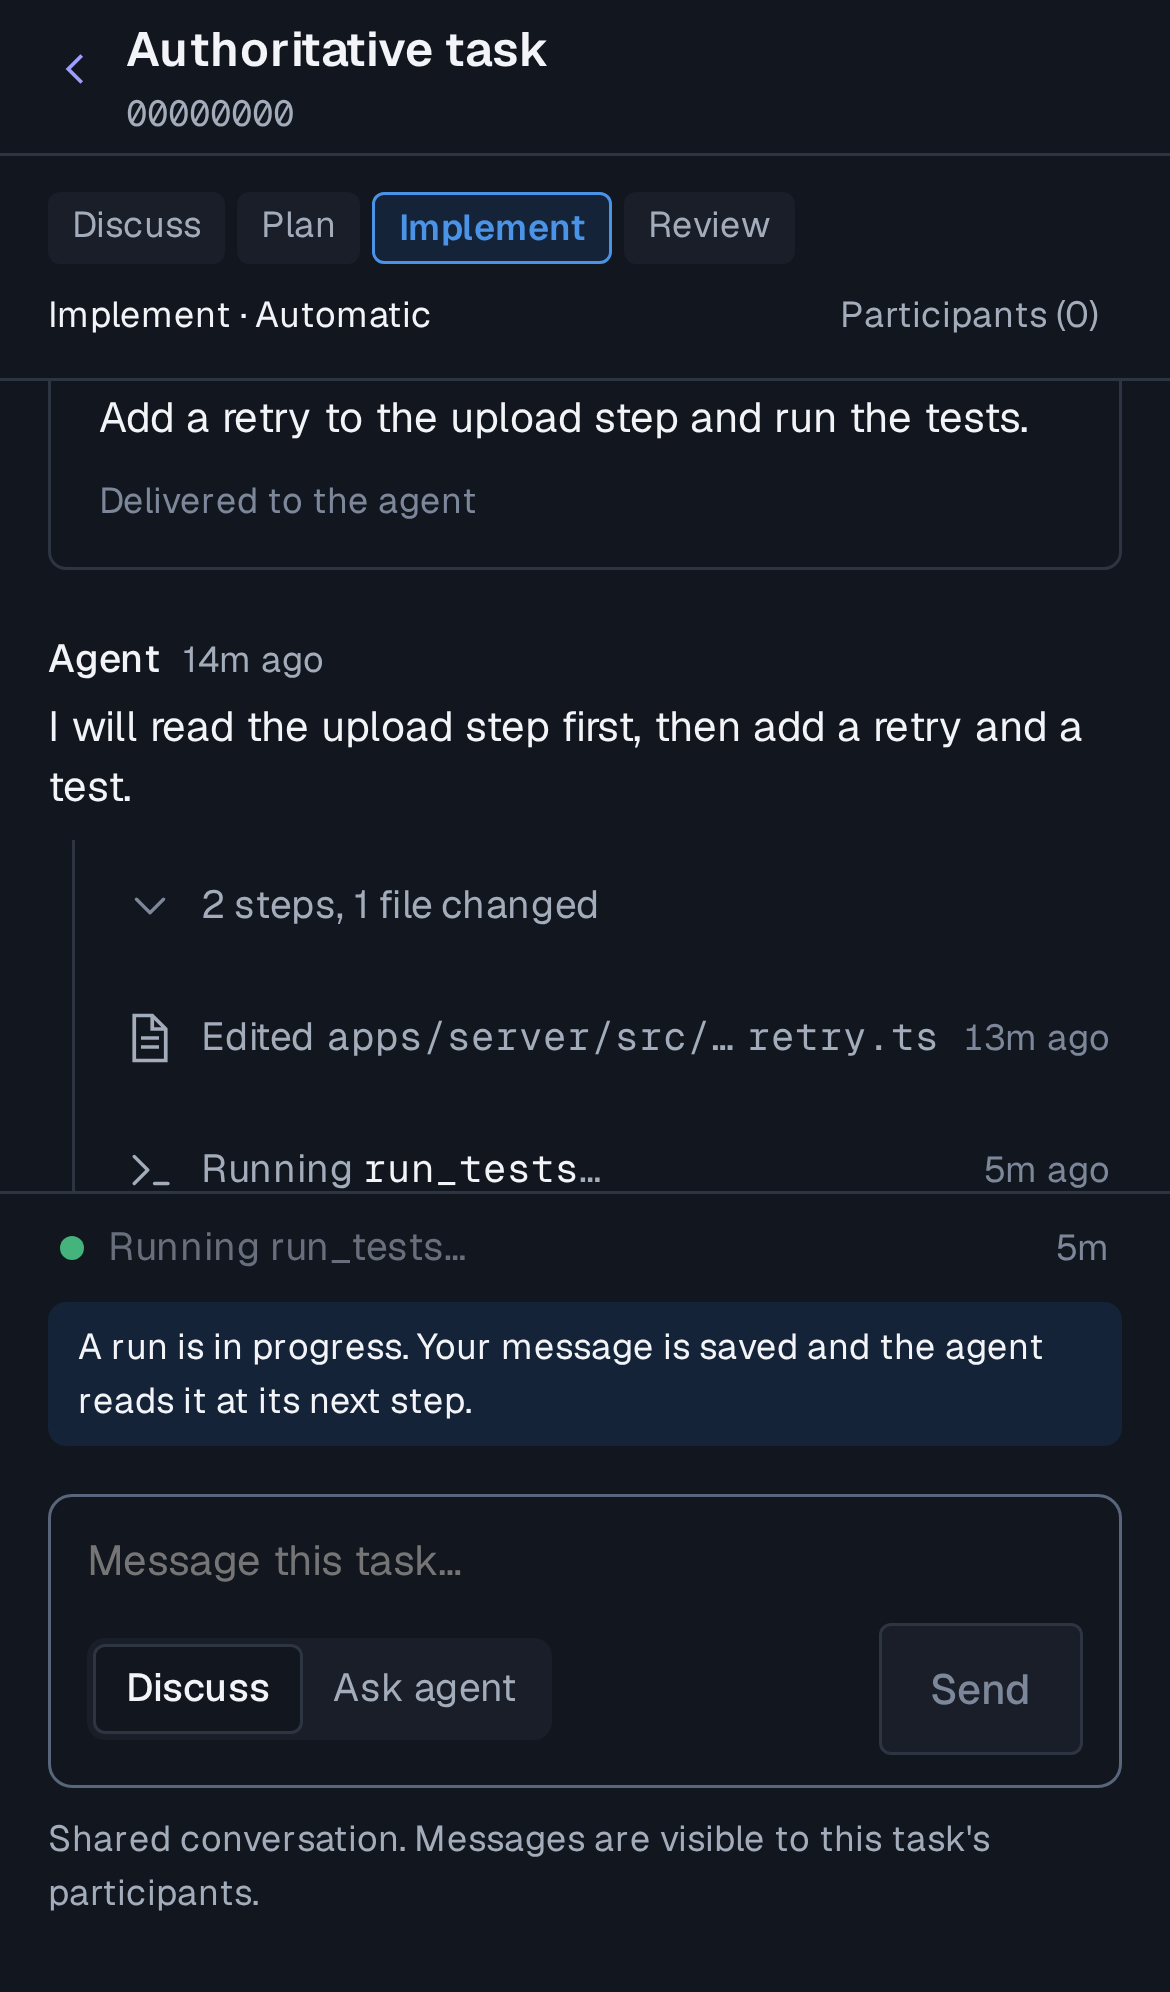 Authoritative task
00000000
Discuss Plan Implement Review
Implement · Automatic Participants (0)
Add a retry to the upload step and run the tests.
Delivered to the agent
Agent 14m ago
I will read the upload step first, then add a retry and a
test.
2 steps, 1 file changed
Edited apps/server/src/… retry.ts 13m ago
Running run_tests… 5m ago
Running run_tests… 5m
A run is in progress. Your message is saved and the agent
reads it at its next step.
Message this task…
Discuss Ask agent Send
Shared conversation. Messages are visible to this task's
participants.